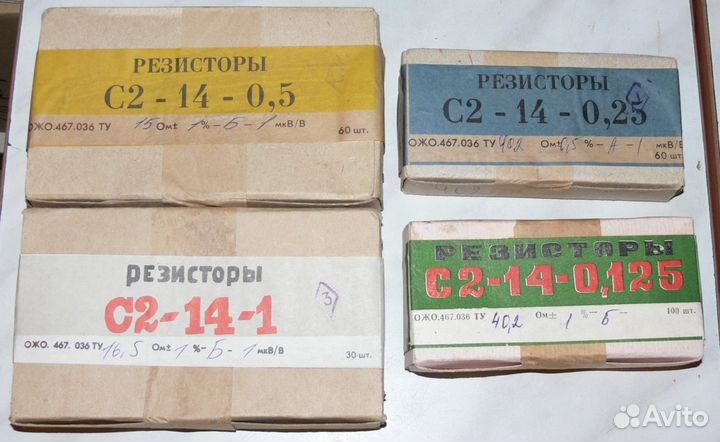 РЕЗИСТОРЫ
С2-14-0,5
ОЖО.467.036 ТУ 15 Ом± 1%-Б-1 мкВ/В
60 шт.
РЕЗИСТОРЫ
С2-14-0,25
ОЖО.467.036 ТУ 402 Ом± 0,5 %-А-1 мкВ/В
60 шт.
РЕЗИСТОРЫ
С2-14-1
3
ОЖО. 467. 036 ТУ 16,5 Ом± 1%-Б-1 мкВ/В
30 шт.
РЕЗИСТОРЫ
С2-14-0,125
ОЖО.467.036 ТУ 40,2 Ом± 1 %-Б- 100 шт.
Avito